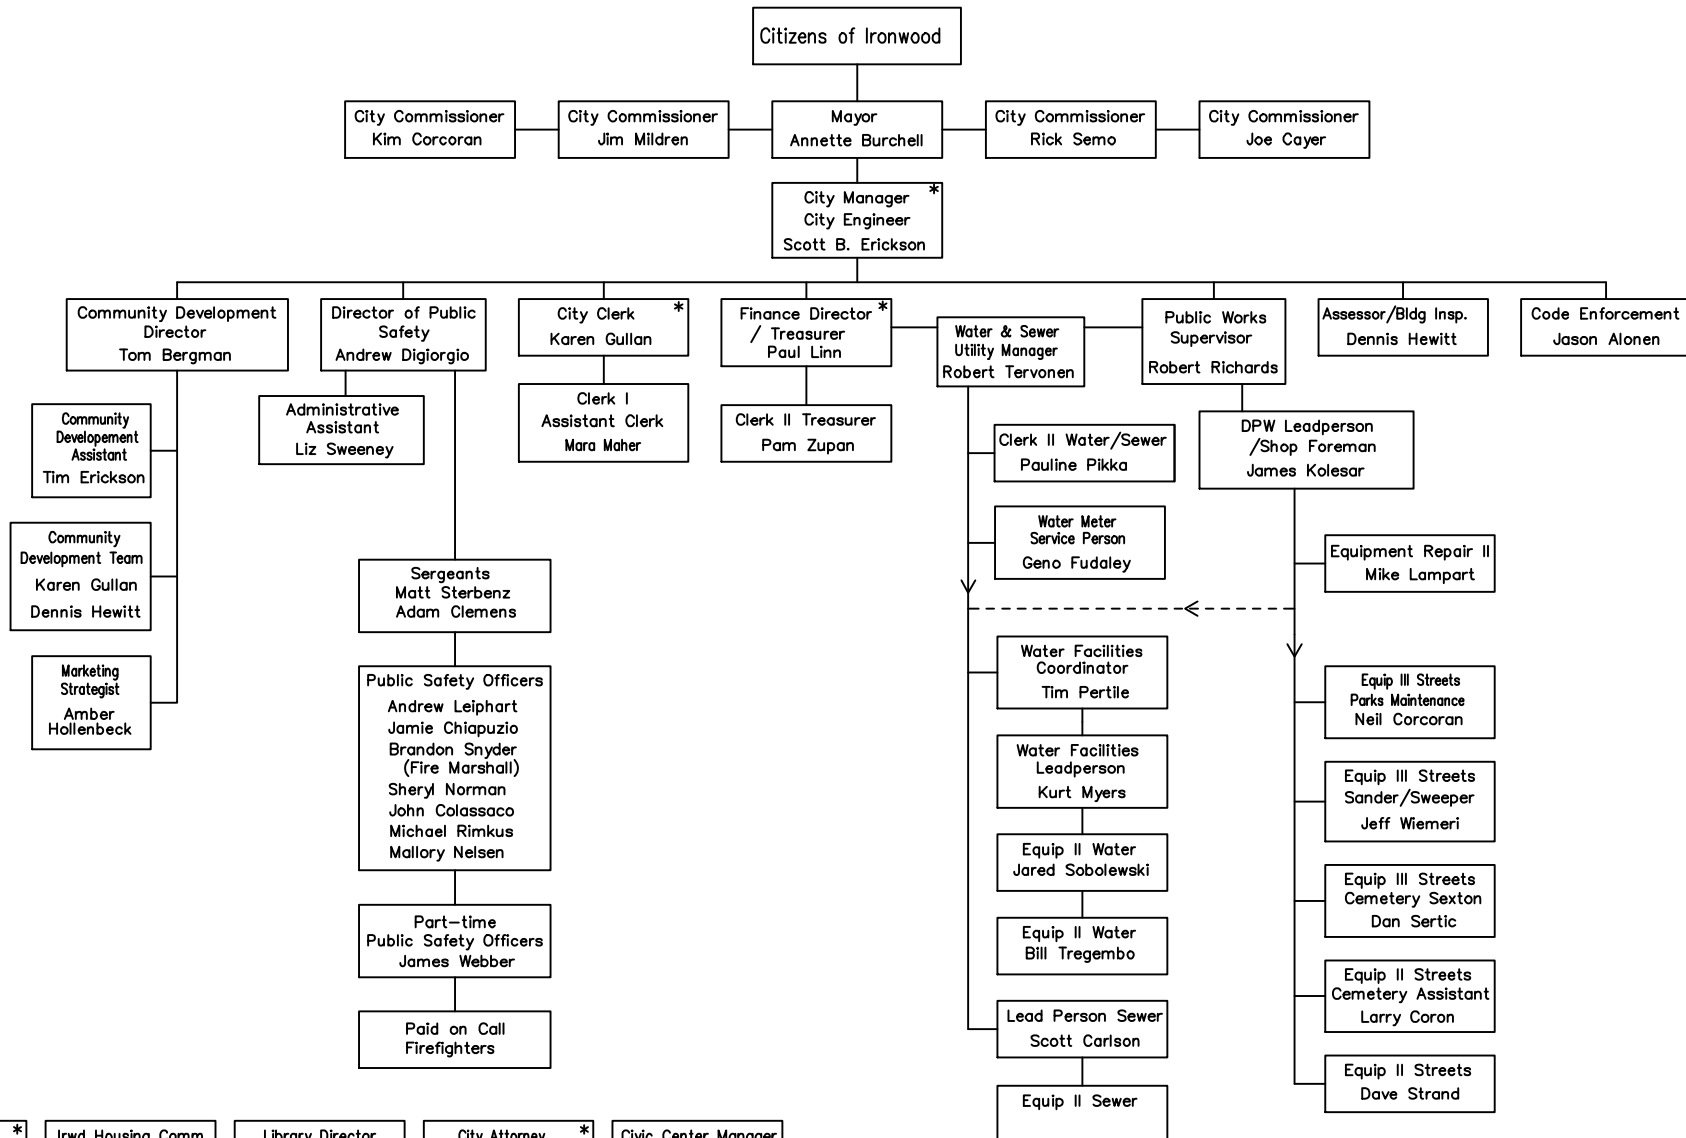 Citizens of Ironwood
City Commissioner
Kim Corcoran
City Commissioner
Jim Mildren
Mayor
Annette Burchell
City Commissioner
Rick Semo
City Commissioner
Joe Cayer
City Manager *
City Engineer
Scott B. Erickson
Community Development
Director
Tom Bergman
Director of Public
Safety
Andrew Digiorgio
City Clerk *
Karen Gullan
Finance Director *
/ Treasurer
Paul Linn
Water & Sewer
Utility Manager
Robert Tervonen
Public Works
Supervisor
Robert Richards
Assessor/Bldg Insp.
Dennis Hewitt
Code Enforcement
Jason Alonen
Community
Developement
Assistant
Tim Erickson
Community
Development Team
Karen Gullan
Dennis Hewitt
Marketing
Strategist
Amber
Hollenbeck
Administrative
Assistant
Liz Sweeney
Sergeants
Matt Sterbenz
Adam Clemens
Public Safety Officers
Andrew Leiphart
Jamie Chiapuzio
Brandon Snyder
(Fire Marshall)
Sheryl Norman
John Colassaco
Michael Rimkus
Mallory Nelsen
Part-time
Public Safety Officers
James Webber
Paid on Call
Firefighters
Clerk I
Assistant Clerk
Mara Maher
Clerk II Treasurer
Pam Zupan
Clerk II Water/Sewer
Pauline Pikka
Water Meter
Service Person
Geno Fudaley
Water Facilities
Coordinator
Tim Pertile
Water Facilities
Leadperson
Kurt Myers
Equip II Water
Jared Sobolewski
Equip II Water
Bill Tregembo
Lead Person Sewer
Scott Carlson
Equip II Sewer
DPW Leadperson
/Shop Foreman
James Kolesar
Equipment Repair II
Mike Lampart
Equip III Streets
Parks Maintenance
Neil Corcoran
Equip III Streets
Sander/Sweeper
Jeff Wiemeri
Equip III Streets
Cemetery Sexton
Dan Sertic
Equip II Streets
Cemetery Assistant
Larry Coron
Equip II Streets
Dave Strand
*
Irwd Housing Comm
Library Director
City Attorney *
Civic Center Manager